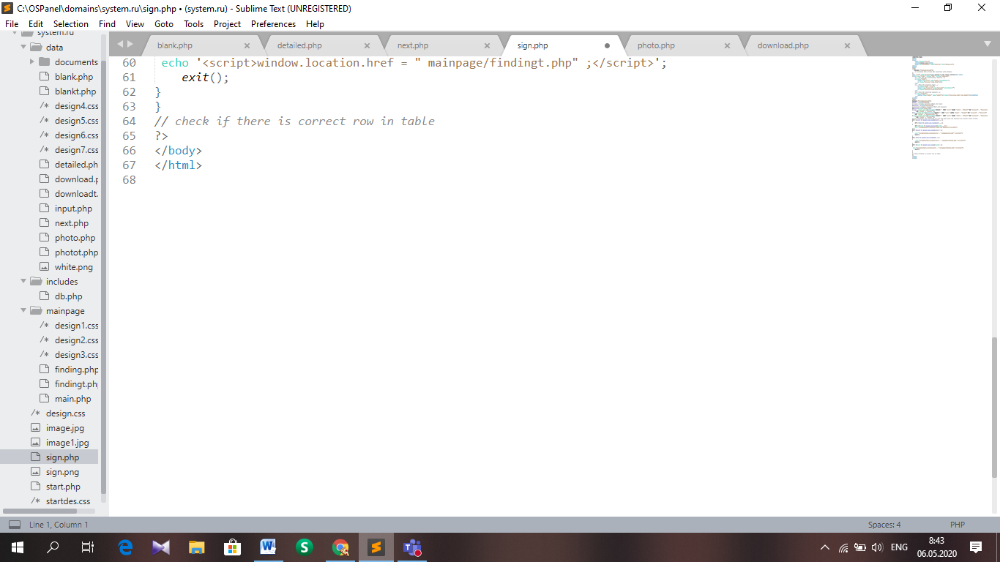 C:\OSPanel\domains\system.ru\sign.php • (system.ru) - Sublime Text (UNREGISTERED)
File Edit Selection Find View Goto Tools Project Preferences Help
system.ru
data
documents
blank.php
blankt.php
design4.css
design5.css
design6.css
design7.css
detailed.ph
download.p
downloadt.
input.php
next.php
photo.php
photot.php
white.png
includes
db.php
mainpage
design1.css
design2.css
design3.css
finding.php
findingt.ph
main.php
design.css
image.jpg
image1.jpg
sign.php
sign.png
start.php
startdes.css
blank.php detailed.php next.php sign.php photo.php download.php
60 echo '<script>window.location.href = " mainpage/findingt.php" ;</script>';
61 exit();
62 }
63 }
64 // check if there is correct row in table
65 ?>
66 </body>
67 </html>
68
Line 1, Column 1 Spaces: 4 PHP
ENG 8:43
06.05.2020